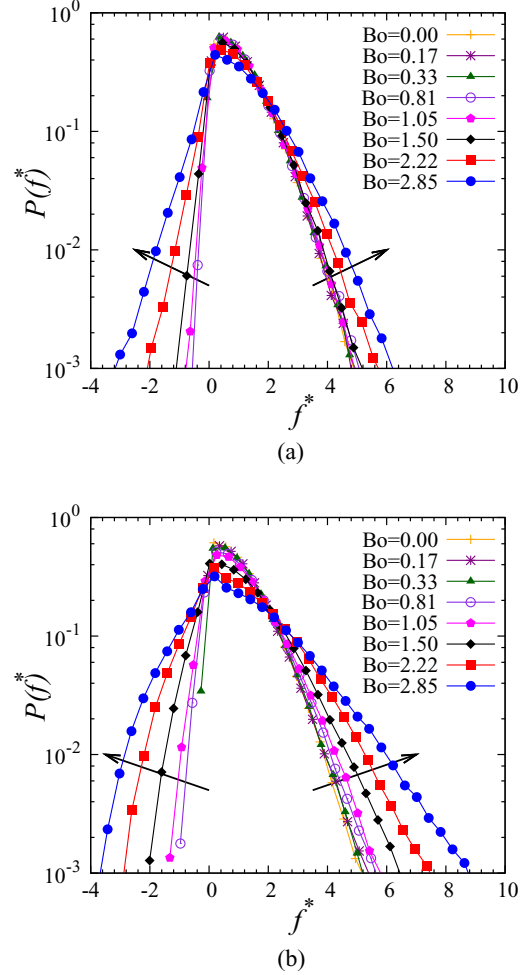 10^0
10^-1
10^-2
10^-3
P(f)^*
Bo=0.00
Bo=0.17
Bo=0.33
Bo=0.81
Bo=1.05
Bo=1.50
Bo=2.22
Bo=2.85
-4 -2 0 2 4 6 8 10
f^*
(a)
10^0
10^-1
10^-2
10^-3
P(f)^*
Bo=0.00
Bo=0.17
Bo=0.33
Bo=0.81
Bo=1.05
Bo=1.50
Bo=2.22
Bo=2.85
-4 -2 0 2 4 6 8 10
f^*
(b)